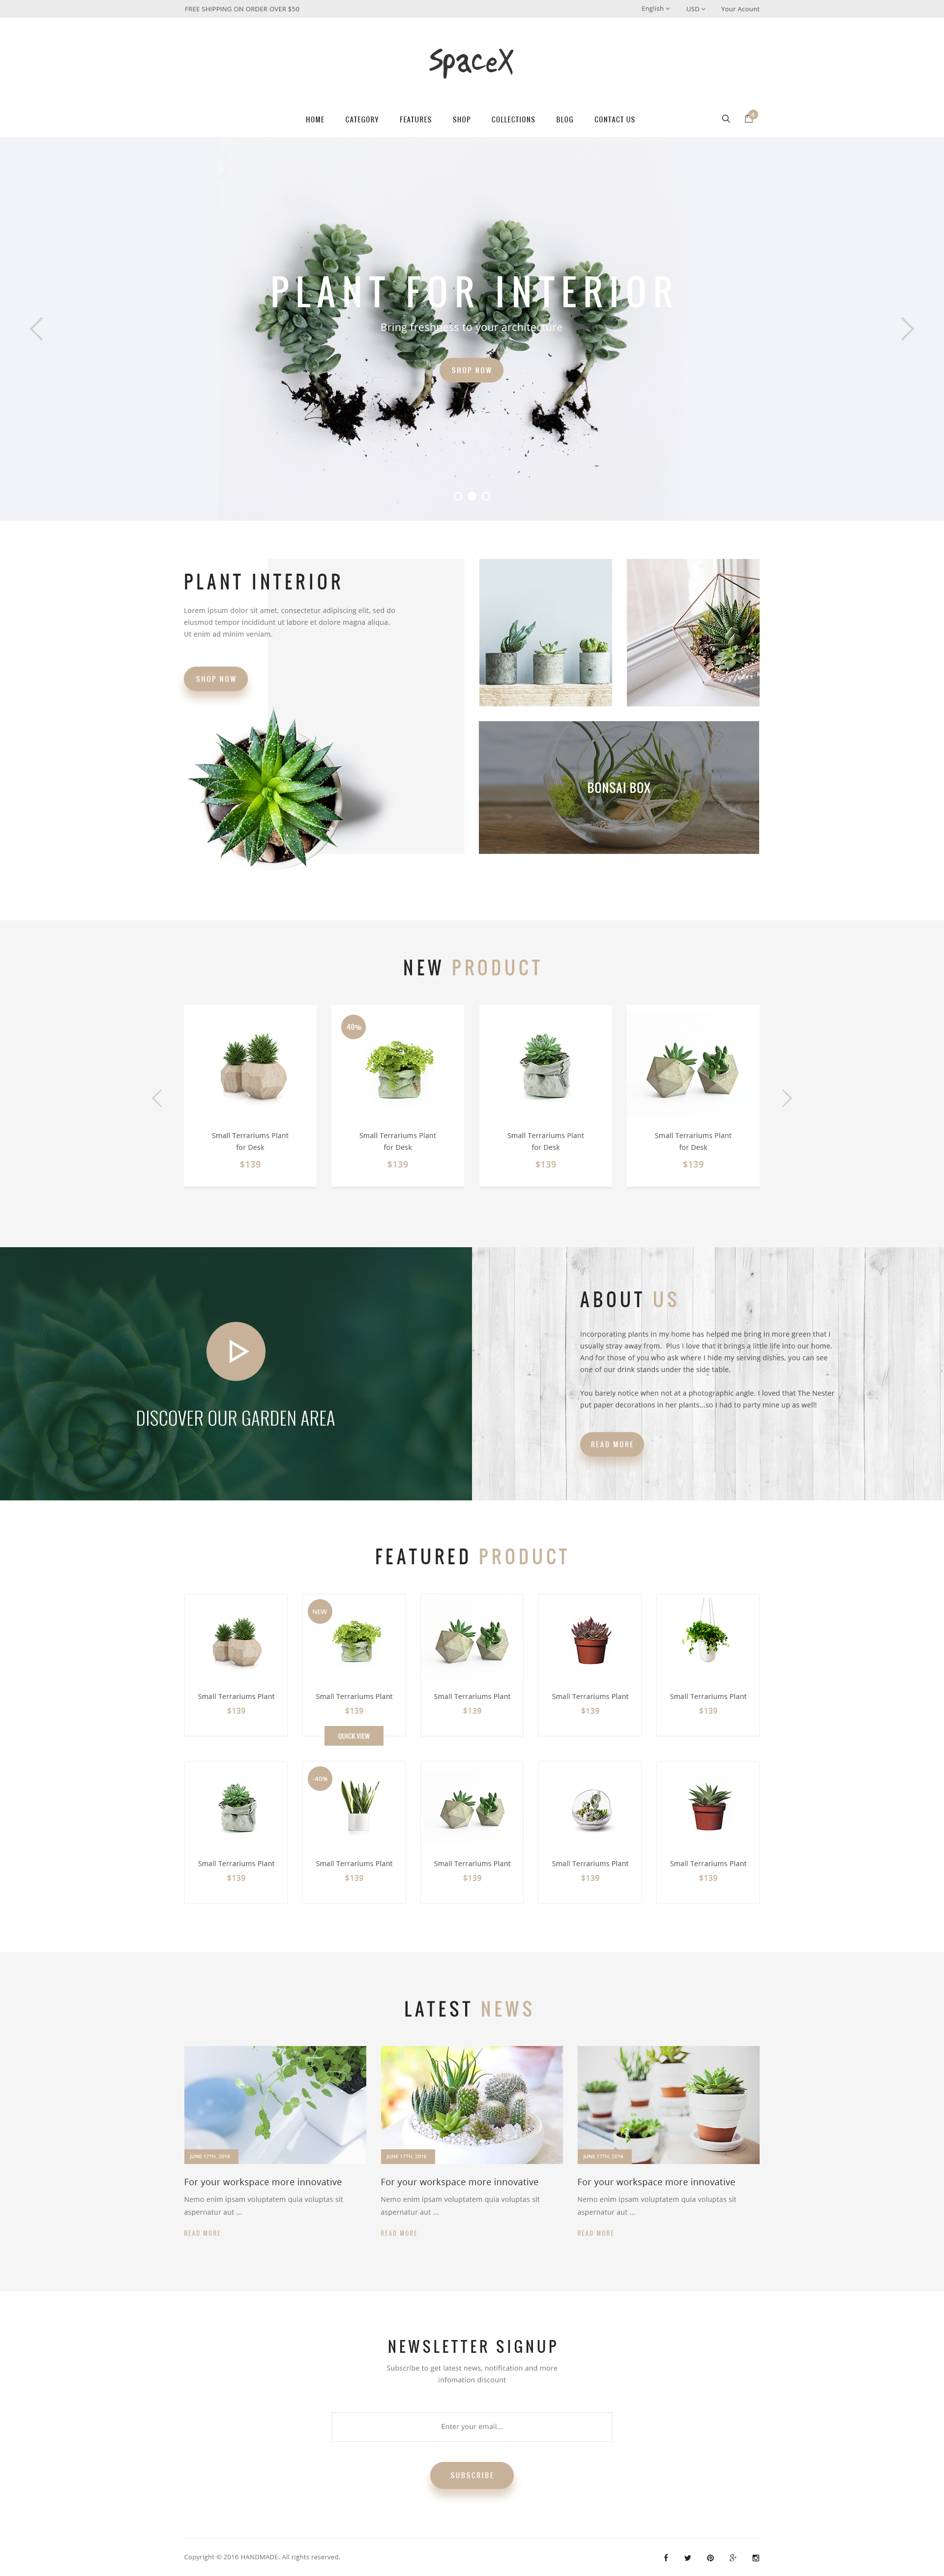 FREE SHIPPING ON ORDER OVER $50
English USD Your Acount
SpaceX
HOME CATEGORY FEATURES SHOP COLLECTIONS BLOG CONTACT US
4
PLANT FOR INTERIOR
Bring freshness to your architecture
SHOP NOW
PLANT INTERIOR
Lorem ipsum dolor sit amet, consectetur adipiscing elit, sed do
eiusmod tempor incididunt ut labore et dolore magna aliqua.
Ut enim ad minim veniam.
SHOP NOW
BONSAI BOX
NEW PRODUCT
-40%
Small Terrariums Plant
for Desk
$139
Small Terrariums Plant
for Desk
$139
Small Terrariums Plant
for Desk
$139
Small Terrariums Plant
for Desk
$139
DISCOVER OUR GARDEN AREA
ABOUT US
Incorporating plants in my home has helped me bring in more green that I
usually stray away from. Plus I love that it brings a little life into our home.
And for those of you who ask where I hide my serving dishes, you can see
one of our drink stands under the side table.
You barely notice when not at a photographic angle. I loved that The Nester
put paper decorations in her plants...so I had to party mine up as well!
READ MORE
FEATURED PRODUCT
NEW
Small Terrariums Plant
$139
Small Terrariums Plant
$139
QUICK VIEW
Small Terrariums Plant
$139
Small Terrariums Plant
$139
Small Terrariums Plant
$139
Small Terrariums Plant
$139
-40%
Small Terrariums Plant
$139
Small Terrariums Plant
$139
Small Terrariums Plant
$139
Small Terrariums Plant
$139
LATEST NEWS
JUNE 17TH, 2016
For your workspace more innovative
Nemo enim ipsam voluptatem quia voluptas sit
aspernatur aut ...
READ MORE
JUNE 17TH, 2016
For your workspace more innovative
Nemo enim ipsam voluptatem quia voluptas sit
aspernatur aut ...
READ MORE
JUNE 17TH, 2016
For your workspace more innovative
Nemo enim ipsam voluptatem quia voluptas sit
aspernatur aut ...
READ MORE
NEWSLETTER SIGNUP
Subscribe to get latest news, notification and more
infomation discount
Enter your email...
SUBSCRIBE
Copyright © 2016 HANDMADE. All rights reserved.